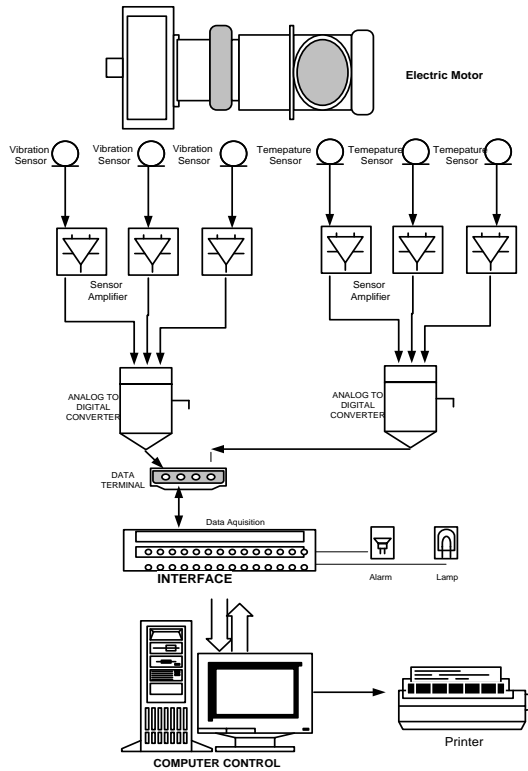 Electric Motor
Vibration
Sensor
Vibration
Sensor
Vibration
Sensor
Temepature
Sensor
Temepature
Sensor
Temepature
Sensor
Sensor
Amplifier
Sensor
Amplifier
ANALOG TO
DIGITAL
CONVERTER
ANALOG TO
DIGITAL
CONVERTER
DATA
TERMINAL
Data Aquisition
INTERFACE
Alarm
Lamp
Printer
COMPUTER CONTROL